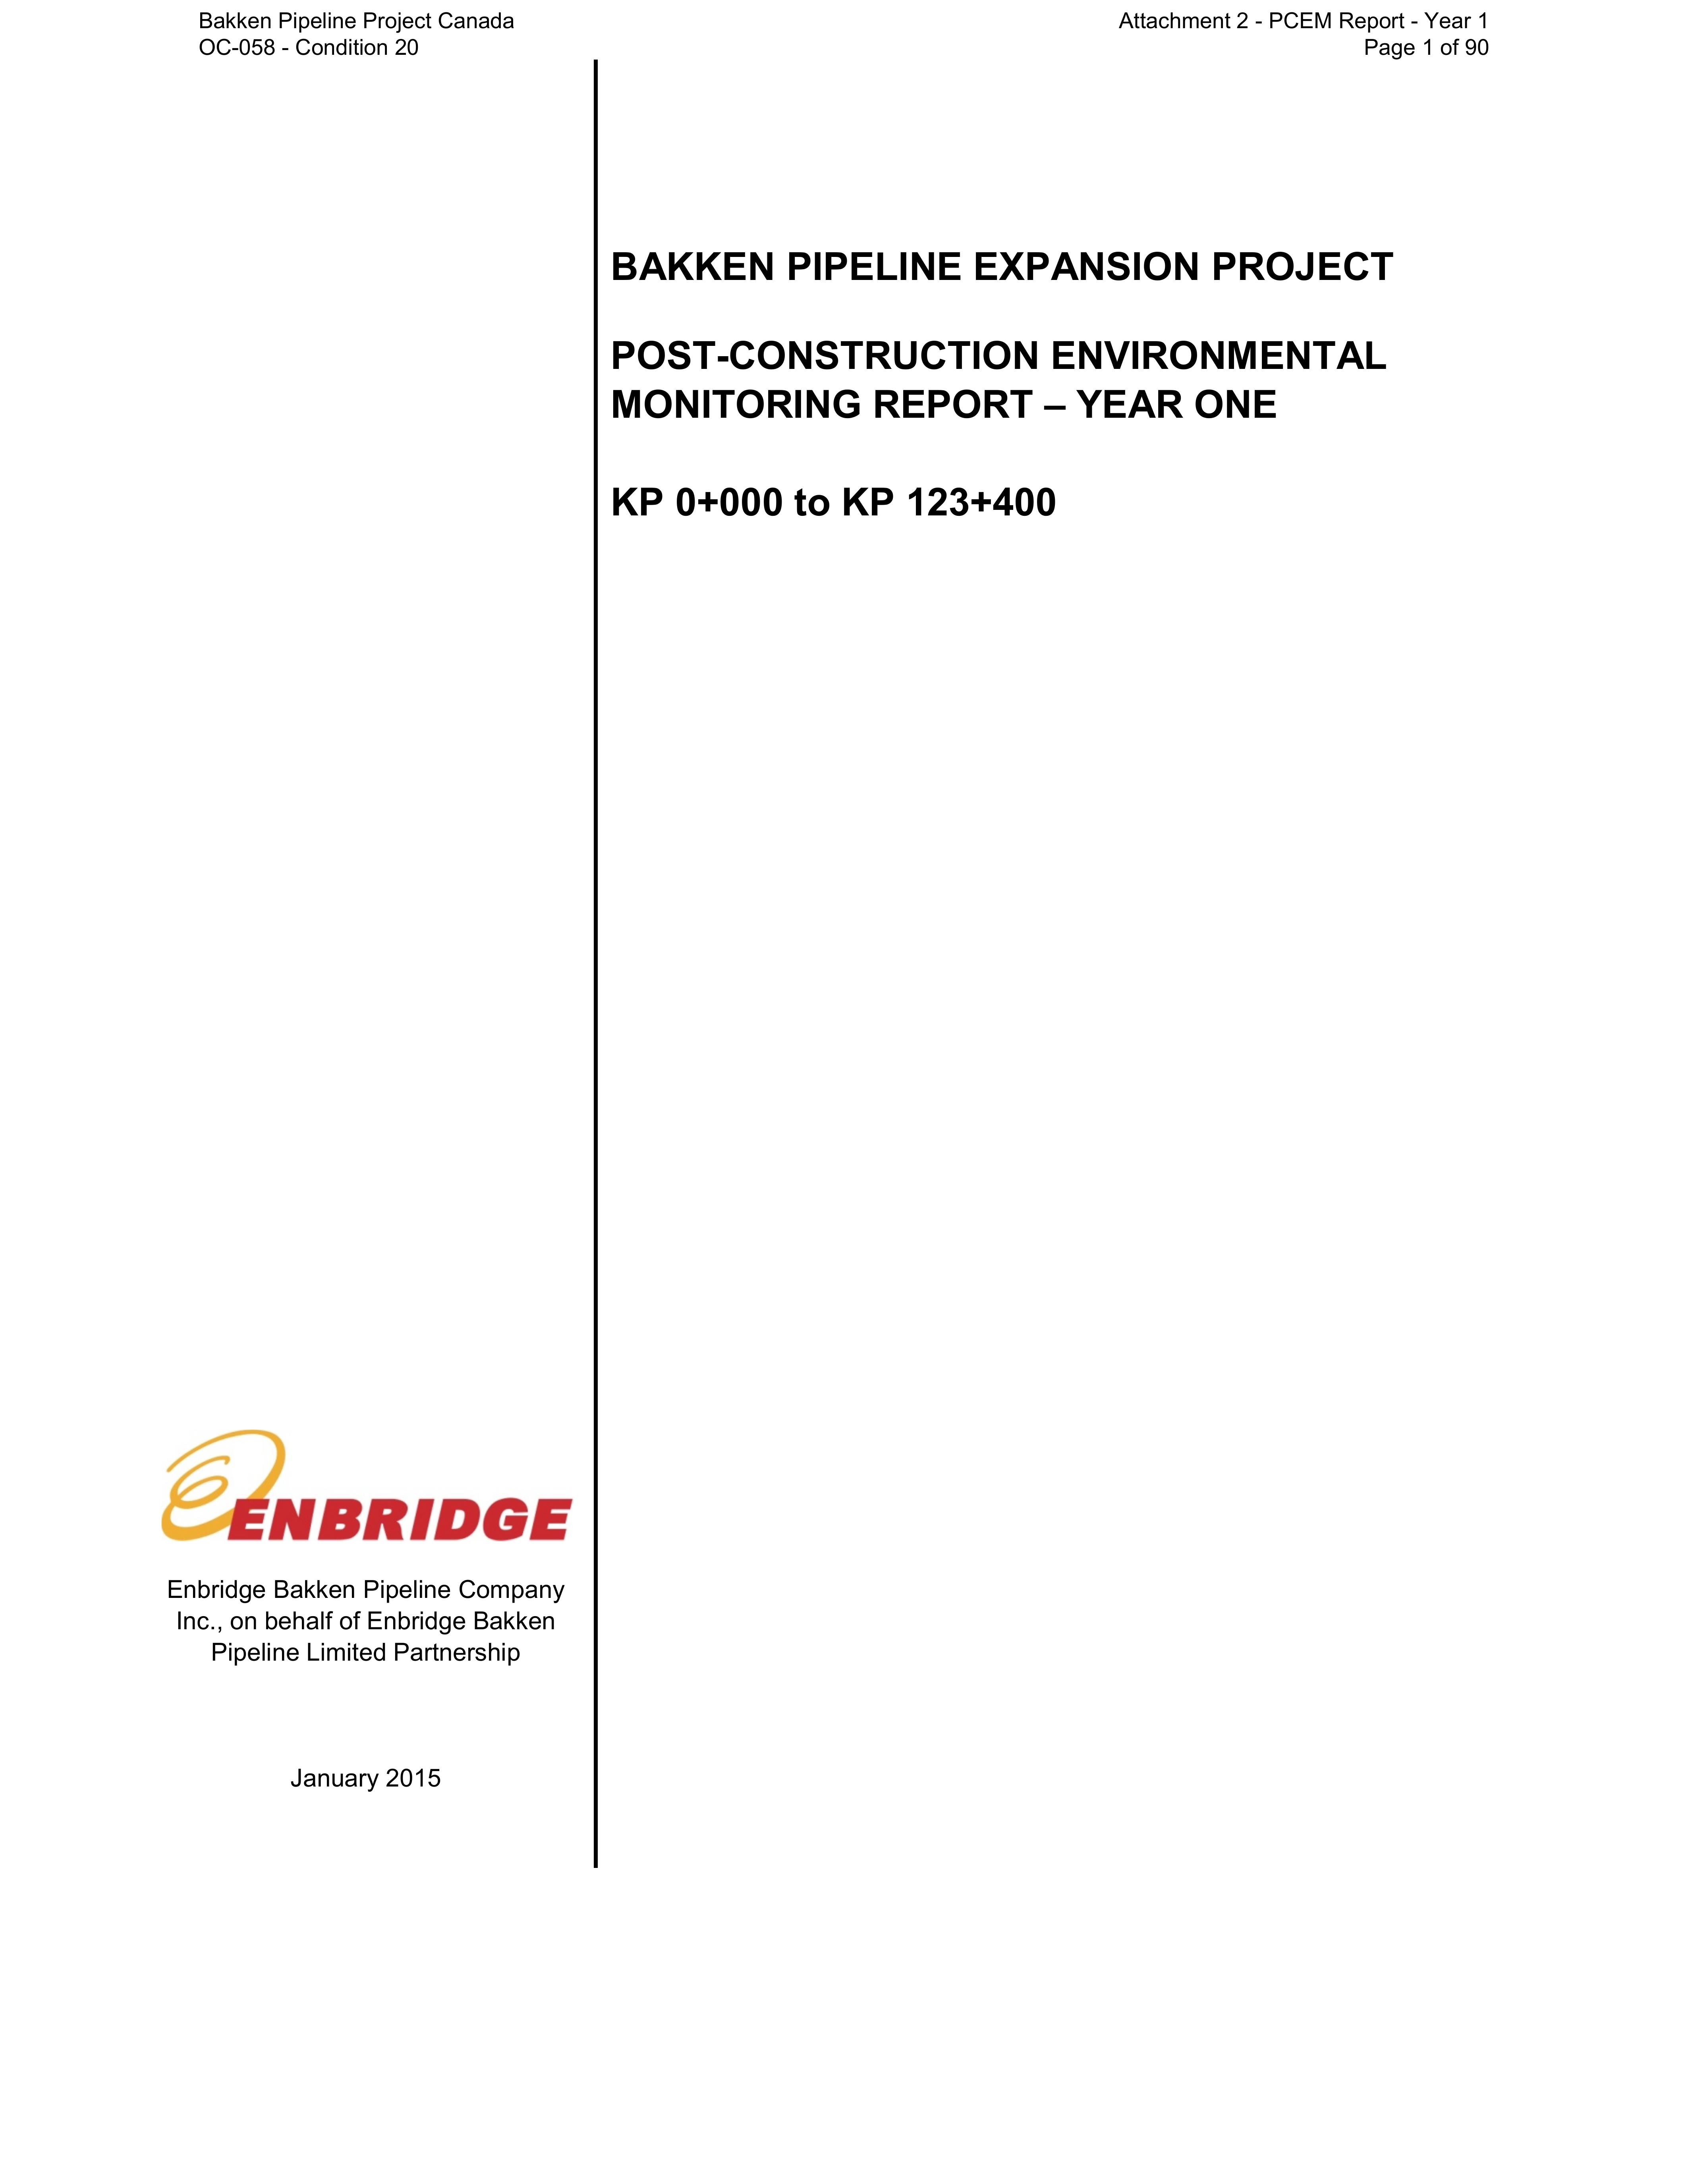 Bakken Pipeline Project Canada
OC-058 - Condition 20
Attachment 2 - PCEM Report - Year 1
Page 1 of 90
BAKKEN PIPELINE EXPANSION PROJECT
POST-CONSTRUCTION ENVIRONMENTAL
MONITORING REPORT – YEAR ONE
KP 0+000 to KP 123+400
ENBRIDGE
Enbridge Bakken Pipeline Company
Inc., on behalf of Enbridge Bakken
Pipeline Limited Partnership
January 2015